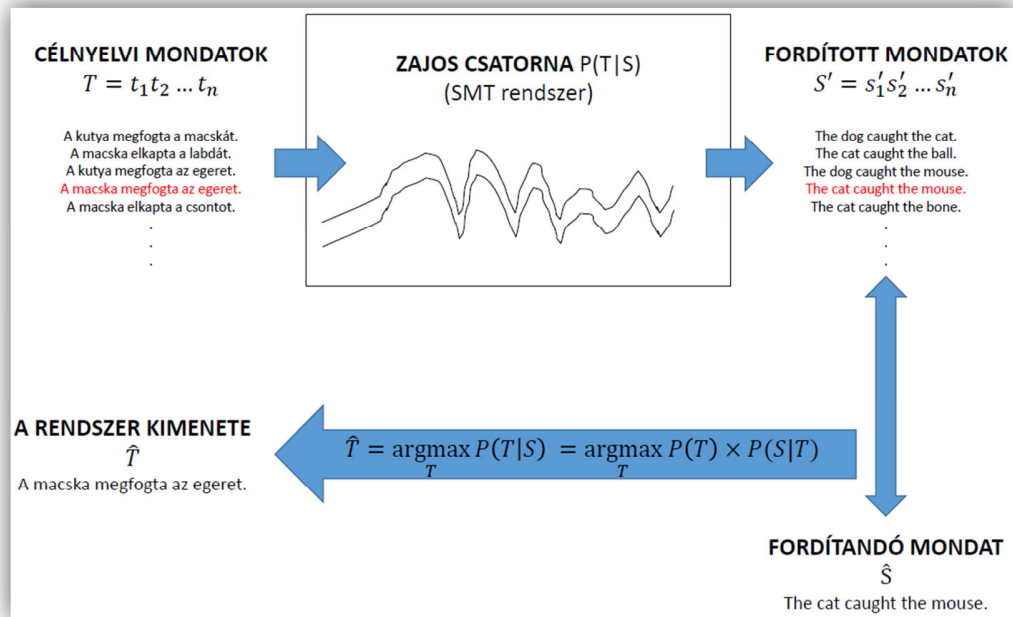 CÉLNYELVI MONDATOK
T = t₁t₂ … tₙ
A kutya megfogta a macskát.
A macska elkapta a labdát.
A kutya megfogta az egeret.
A macska megfogta az egeret.
A macska elkapta a csontot.
.
.
.
ZAJOS CSATORNA P(T|S)
(SMT rendszer)
FORDÍTOTT MONDATOK
S′ = s′₁s′₂ … s′ₙ
The dog caught the cat.
The cat caught the ball.
The dog caught the mouse.
The cat caught the mouse.
The cat caught the bone.
.
.
.
A RENDSZER KIMENETE
T̂
A macska megfogta az egeret.
T̂ = argmax P(T|S) = argmax P(T) × P(S|T)
T T
FORDÍTANDÓ MONDAT
Ŝ
The cat caught the mouse.